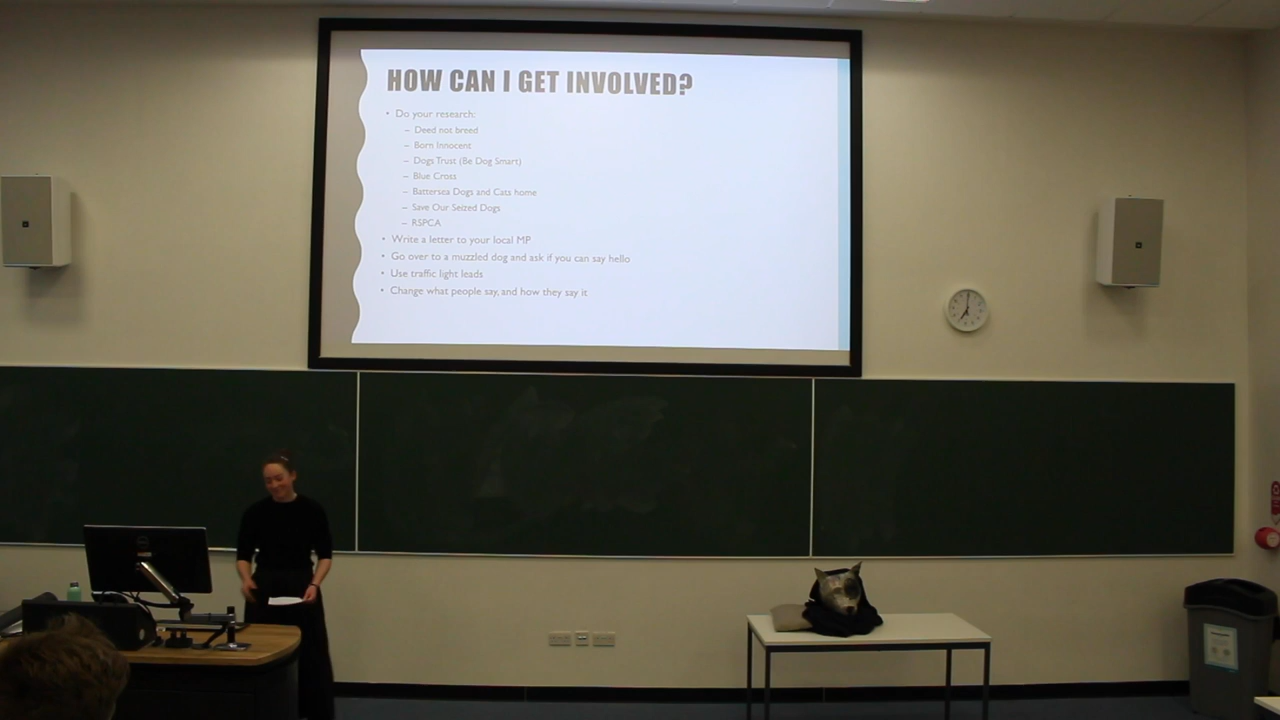 HOW CAN I GET INVOLVED?
• Do your research:
– Deed not breed
– Born Innocent
– Dogs Trust (Be Dog Smart)
– Blue Cross
– Battersea Dogs and Cats home
– Save Our Seized Dogs
– RSPCA
• Write a letter to your local MP
• Go over to a muzzled dog and ask if you can say hello
• Use traffic light leads
• Change what people say, and how they say it